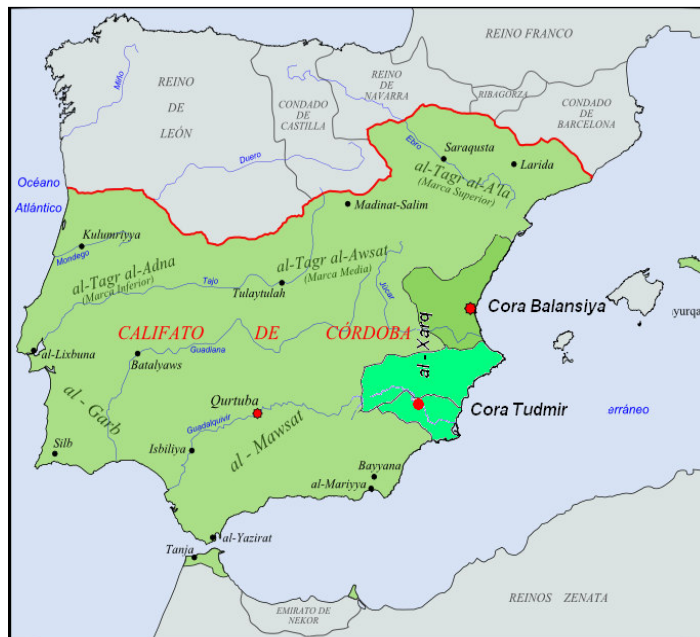 REINO FRANCO
REINO
DE
LEÓN
Miño
CONDADO
DE
CASTILLA
REINO
DE
NAVARRA
RIBAGORZA
CONDADO
DE
BARCELONA
Ebro
Saraqusta
Larida
Duero
al-Tagr al-A'la
(Marca Superior)
Océano
Atlántico
Madinat-Salim
Kulumriyya
Mondego
al-Tagr al-Adna
(Marca Inferior)
al-Tagr al-Awsat
(Marca Media)
Tajo
Tulaytulah
Júcar
Cora Balansiya
yurqa
CALIFATO DE CÓRDOBA
al - Xarq
al-Lixbuna
Batalyaws
Guadiana
Qurtuba
Cora Tudmir
erráneo
al - Garb
Guadalquivir
al - Mawsat
Silb
Isbiliya
Bayyana
al-Mariyya
al-Yazirat
Tanja
EMIRATO DE
NEKOR
REINOS ZENATA